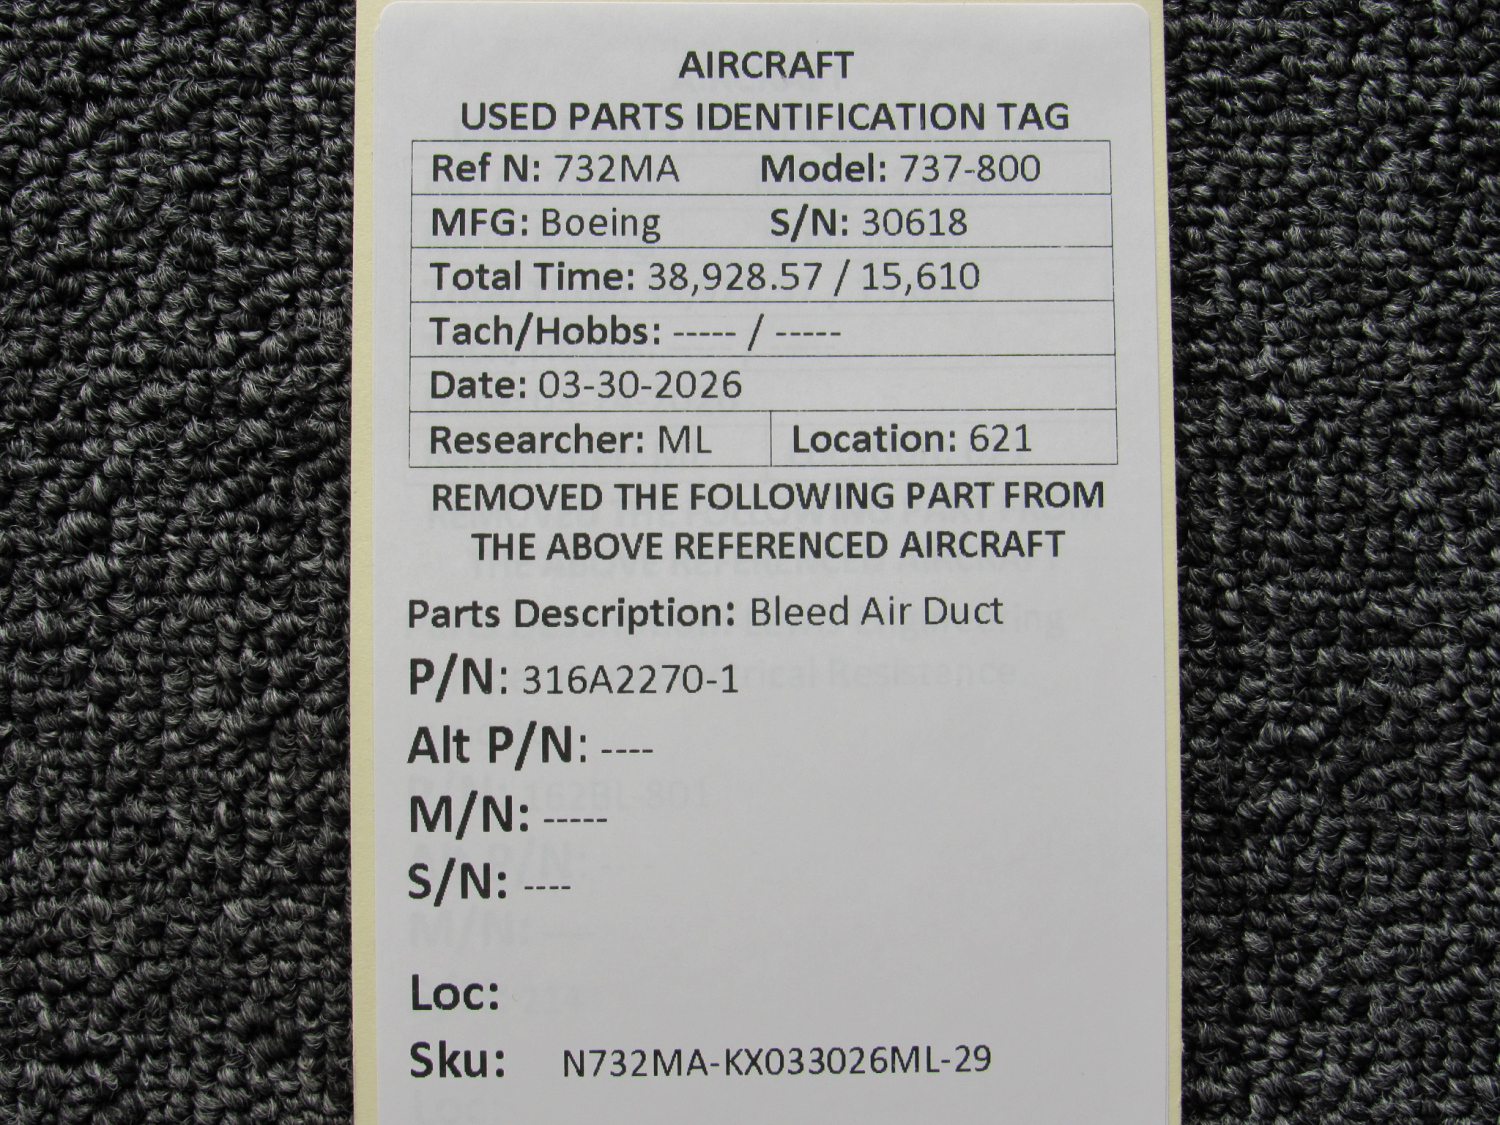 AIRCRAFT
USED PARTS IDENTIFICATION TAG
Ref N: 732MA Model: 737-800
MFG: Boeing S/N: 30618
Total Time: 38,928.57 / 15,610
Tach/Hobbs: ----- / -----
Date: 03-30-2026
Researcher: ML Location: 621
REMOVED THE FOLLOWING PART FROM
THE ABOVE REFERENCED AIRCRAFT
Parts Description: Bleed Air Duct
P/N: 316A2270-1
Alt P/N: ----
M/N: -----
S/N: ----
Loc:
Sku: N732MA-KX033026ML-29